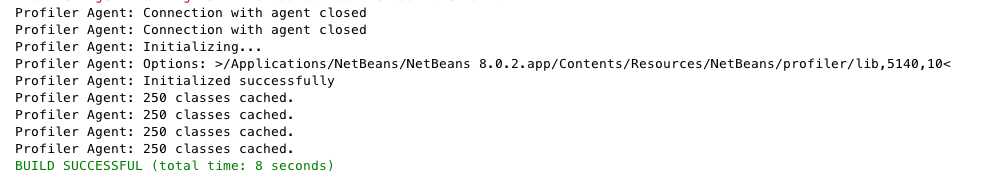 Profiler Agent: Connection with agent closed
Profiler Agent: Connection with agent closed
Profiler Agent: Initializing...
Profiler Agent: Options: >/Applications/NetBeans/NetBeans 8.0.2.app/Contents/Resources/NetBeans/profiler/lib,5140,10<
Profiler Agent: Initialized successfully
Profiler Agent: 250 classes cached.
Profiler Agent: 250 classes cached.
Profiler Agent: 250 classes cached.
Profiler Agent: 250 classes cached.
BUILD SUCCESSFUL (total time: 8 seconds)